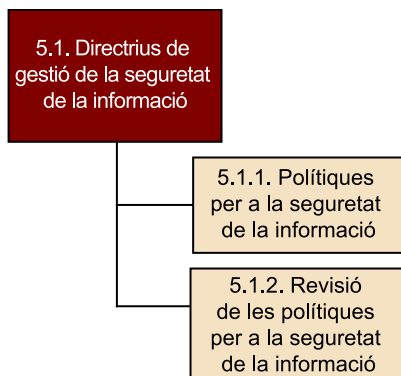 5.1. Directrius de
gestió de la seguretat
de la informació
5.1.1. Polítiques
per a la seguretat
de la informació
5.1.2. Revisió
de les polítiques
per a la seguretat
de la informació